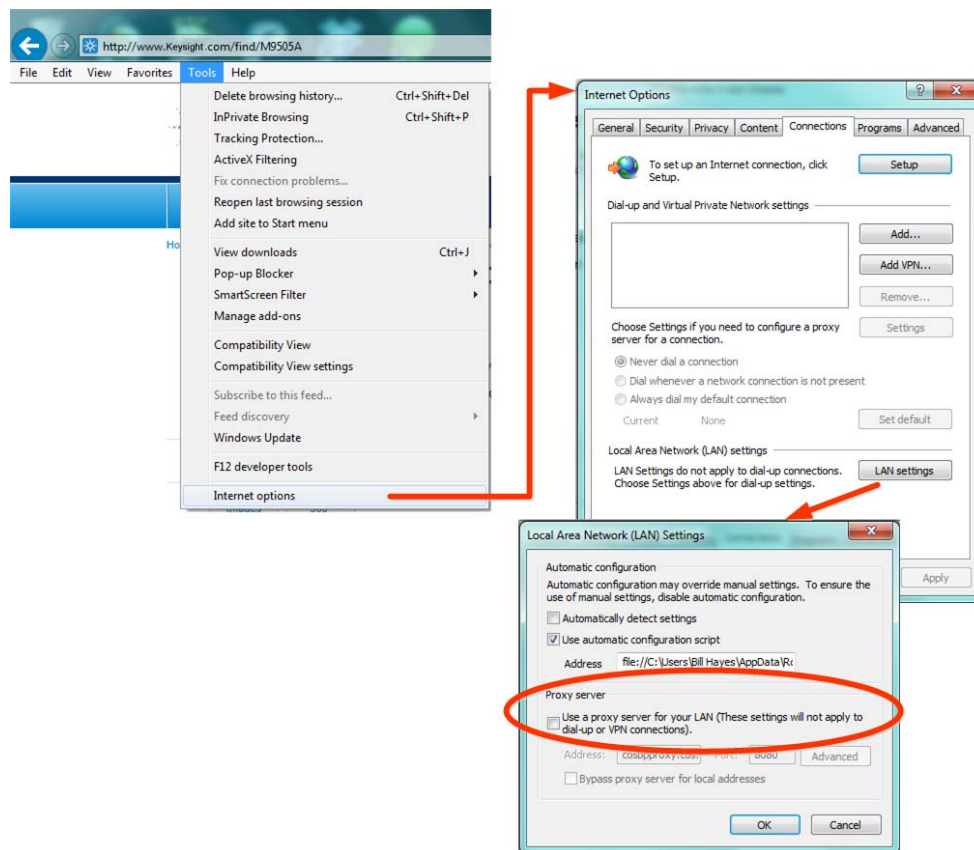 http://www.Keysight.com/find/M9505A
File Edit View Favorites Tools Help
Delete browsing history... Ctrl+Shift+Del
InPrivate Browsing Ctrl+Shift+P
Tracking Protection...
ActiveX Filtering
Fix connection problems...
Reopen last browsing session
Add site to Start menu
View downloads Ctrl+J
Pop-up Blocker
SmartScreen Filter
Manage add-ons
Compatibility View
Compatibility View settings
Subscribe to this feed...
Feed discovery
Windows Update
F12 developer tools
Internet options
Ho
Internet Options
General Security Privacy Content Connections Programs Advanced
To set up an Internet connection, click
Setup.
Setup
Dial-up and Virtual Private Network settings
Add...
Add VPN...
Remove...
Choose Settings if you need to configure a proxy
server for a connection.
Settings
Never dial a connection
Dial whenever a network connection is not present
Always dial my default connection
Current None
Set default
Local Area Network (LAN) settings
LAN Settings do not apply to dial-up connections.
Choose Settings above for dial-up settings.
LAN settings
Apply
Local Area Network (LAN) Settings
Automatic configuration
Automatic configuration may override manual settings. To ensure the
use of manual settings, disable automatic configuration.
Automatically detect settings
Use automatic configuration script
Address file://C:\Users\Bill Hayes\AppData\Ro
Proxy server
Use a proxy server for your LAN (These settings will not apply to
dial-up or VPN connections).
Address: Port: 8080 Advanced
Bypass proxy server for local addresses
OK Cancel